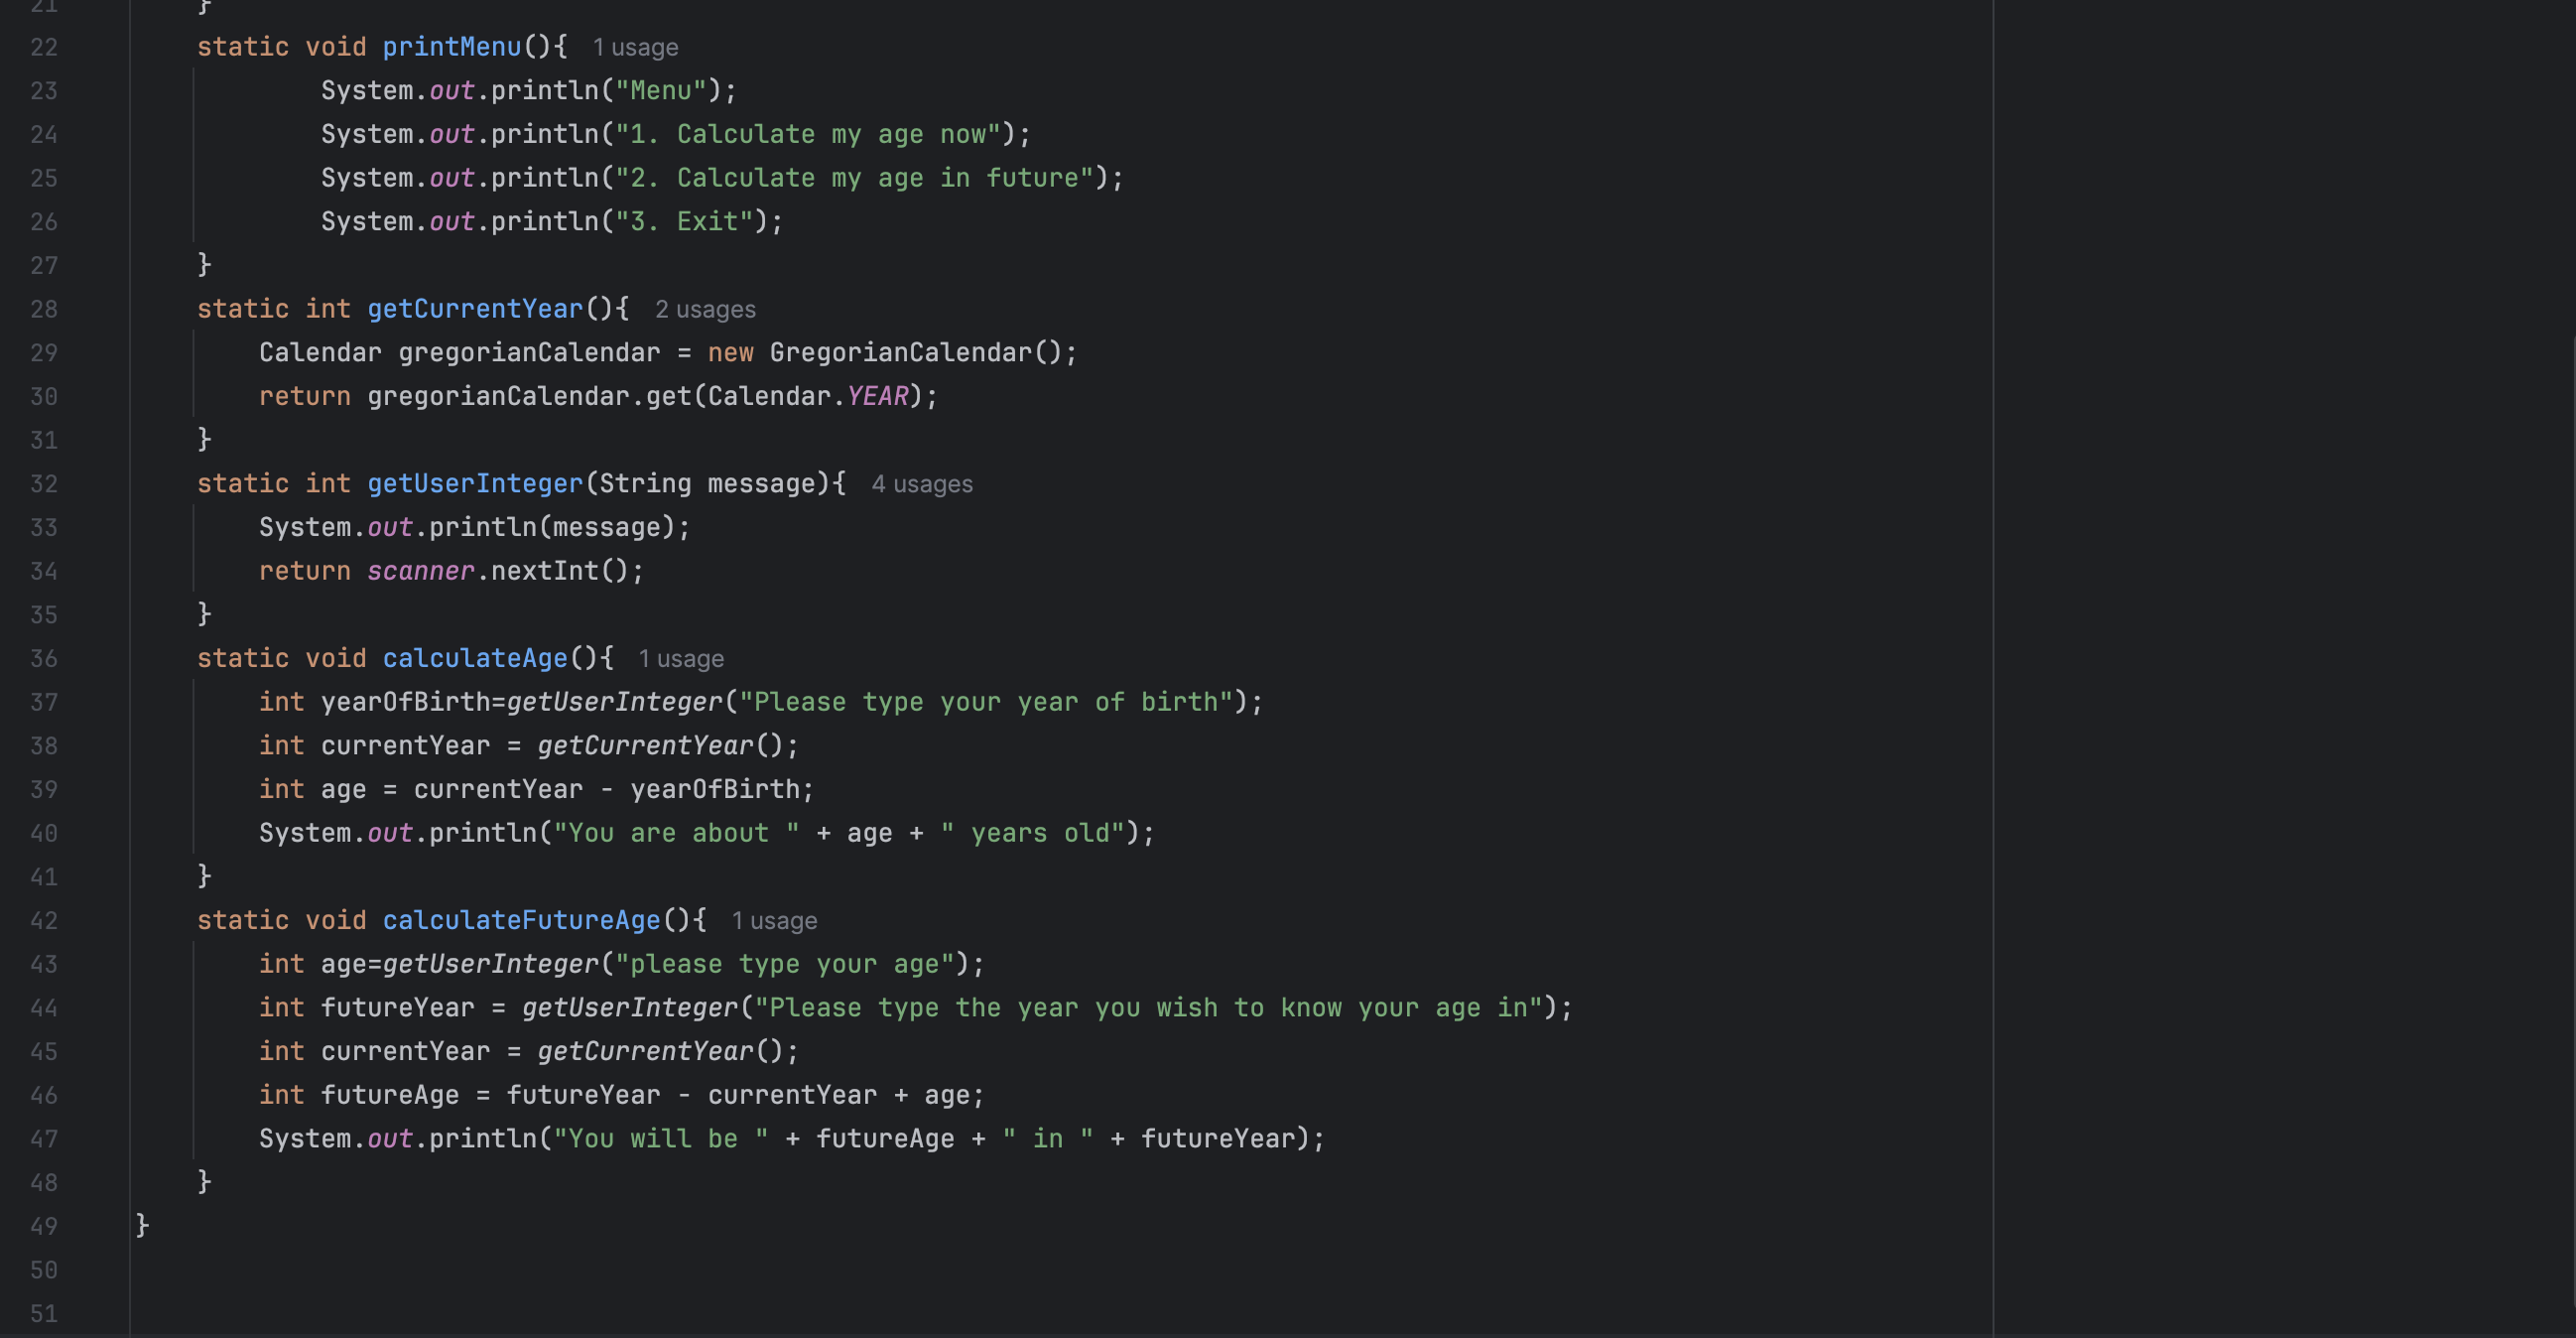 21 }
22 static void printMenu(){ 1 usage
23 System.out.println("Menu");
24 System.out.println("1. Calculate my age now");
25 System.out.println("2. Calculate my age in future");
26 System.out.println("3. Exit");
27 }
28 static int getCurrentYear(){ 2 usages
29 Calendar gregorianCalendar = new GregorianCalendar();
30 return gregorianCalendar.get(Calendar.YEAR);
31 }
32 static int getUserInteger(String message){ 4 usages
33 System.out.println(message);
34 return scanner.nextInt();
35 }
36 static void calculateAge(){ 1 usage
37 int yearOfBirth=getUserInteger("Please type your year of birth");
38 int currentYear = getCurrentYear();
39 int age = currentYear - yearOfBirth;
40 System.out.println("You are about " + age + " years old");
41 }
42 static void calculateFutureAge(){ 1 usage
43 int age=getUserInteger("please type your age");
44 int futureYear = getUserInteger("Please type the year you wish to know your age in");
45 int currentYear = getCurrentYear();
46 int futureAge = futureYear - currentYear + age;
47 System.out.println("You will be " + futureAge + " in " + futureYear);
48 }
49 }
50
51